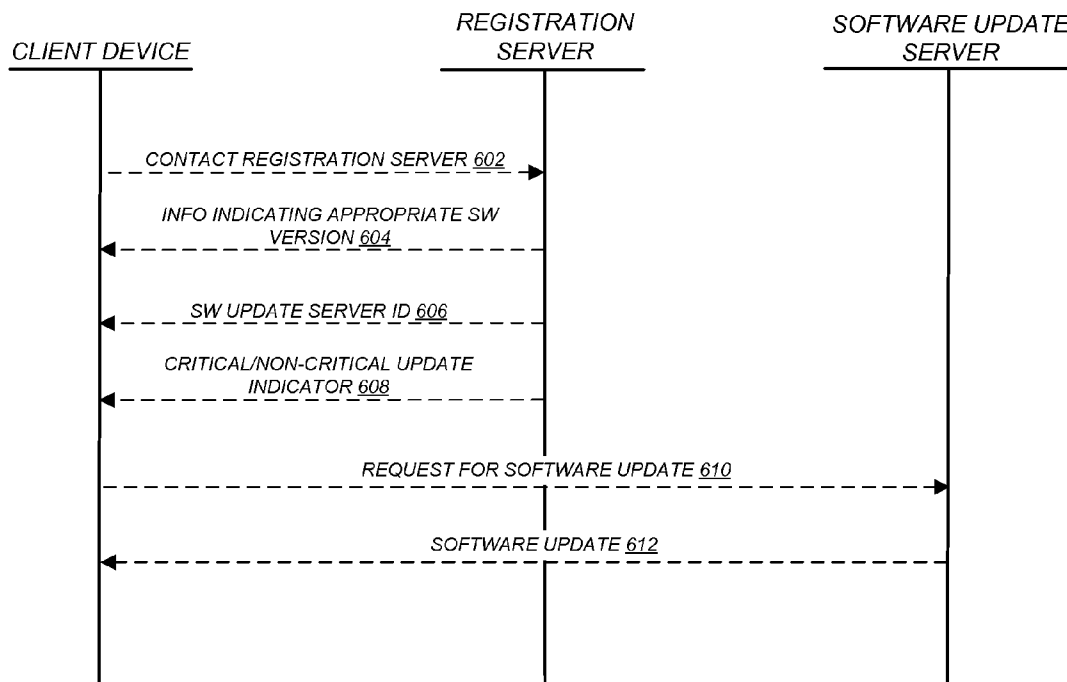 CLIENT DEVICE
REGISTRATION
SERVER
SOFTWARE UPDATE
SERVER
CONTACT REGISTRATION SERVER 602
INFO INDICATING APPROPRIATE SW
VERSION 604
SW UPDATE SERVER ID 606
CRITICAL/NON-CRITICAL UPDATE
INDICATOR 608
REQUEST FOR SOFTWARE UPDATE 610
SOFTWARE UPDATE 612